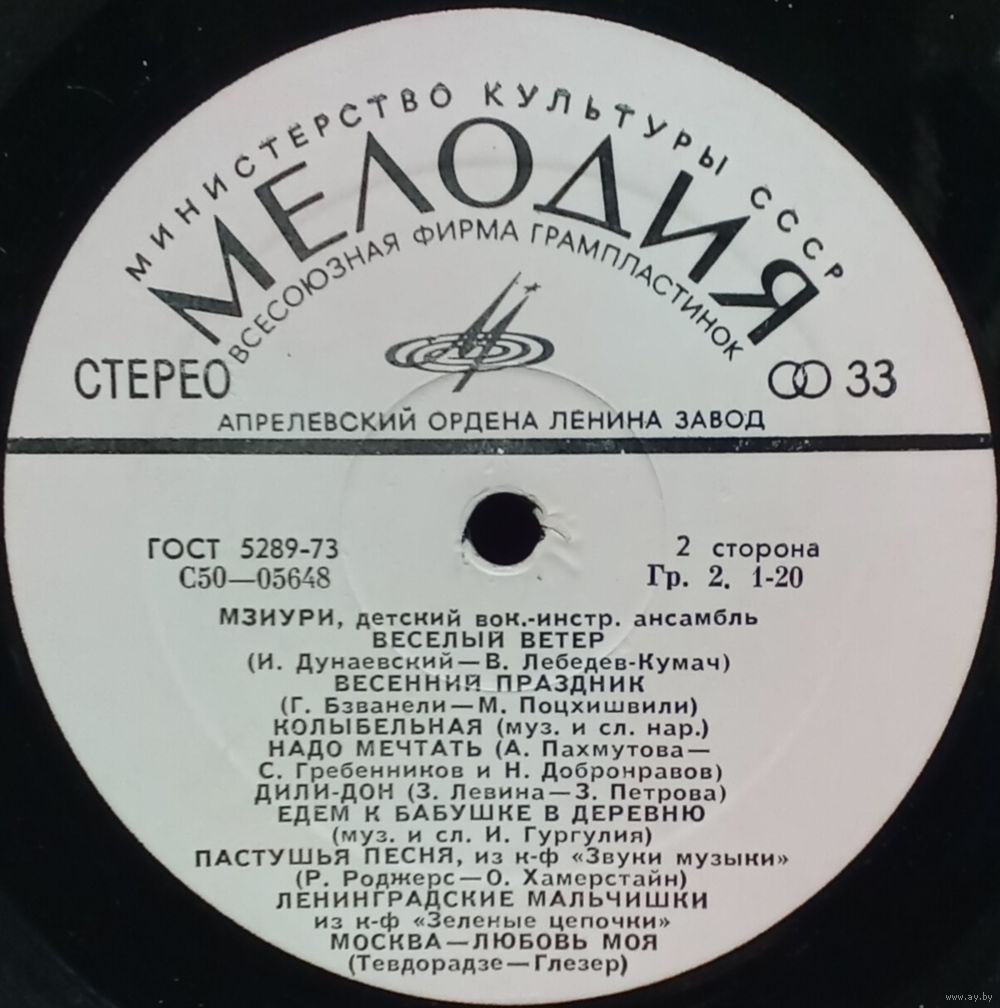 МИНИСТЕРСТВО КУЛЬТУРЫ СССР
МЕЛОДИЯ
ВСЕСОЮЗНАЯ ФИРМА ГРАМПЛАСТИНОК
СТЕРЕО
33
АПРЕЛЕВСКИЙ ОРДЕНА ЛЕНИНА ЗАВОД
ГОСТ 5289-73
2 сторона
С50—05648
Гр. 2. 1-20
МЗИУРИ, детский вок.-инстр. ансамбль
ВЕСЕЛЫЙ ВЕТЕР
(И. Дунаевский—В. Лебедев-Кумач)
ВЕСЕННИЙ ПРАЗДНИК
(Г. Бзванели—М. Поцхишвили)
КОЛЫБЕЛЬНАЯ (муз. и сл. нар.)
НАДО МЕЧТАТЬ (А. Пахмутова—
С. Гребенников и Н. Добронравов)
ДИЛИ-ДОН (З. Левина—З. Петрова)
ЕДЕМ К БАБУШКЕ В ДЕРЕВНЮ
(муз. и сл. И. Гургулия)
ПАСТУШЬЯ ПЕСНЯ, из к-ф «Звуки музыки»
(Р. Роджерс—О. Хамерстайн)
ЛЕНИНГРАДСКИЕ МАЛЬЧИШКИ
из к-ф «Зеленые цепочки»
МОСКВА—ЛЮБОВЬ МОЯ
(Тевдорадзе—Глезер)
www.ay.by